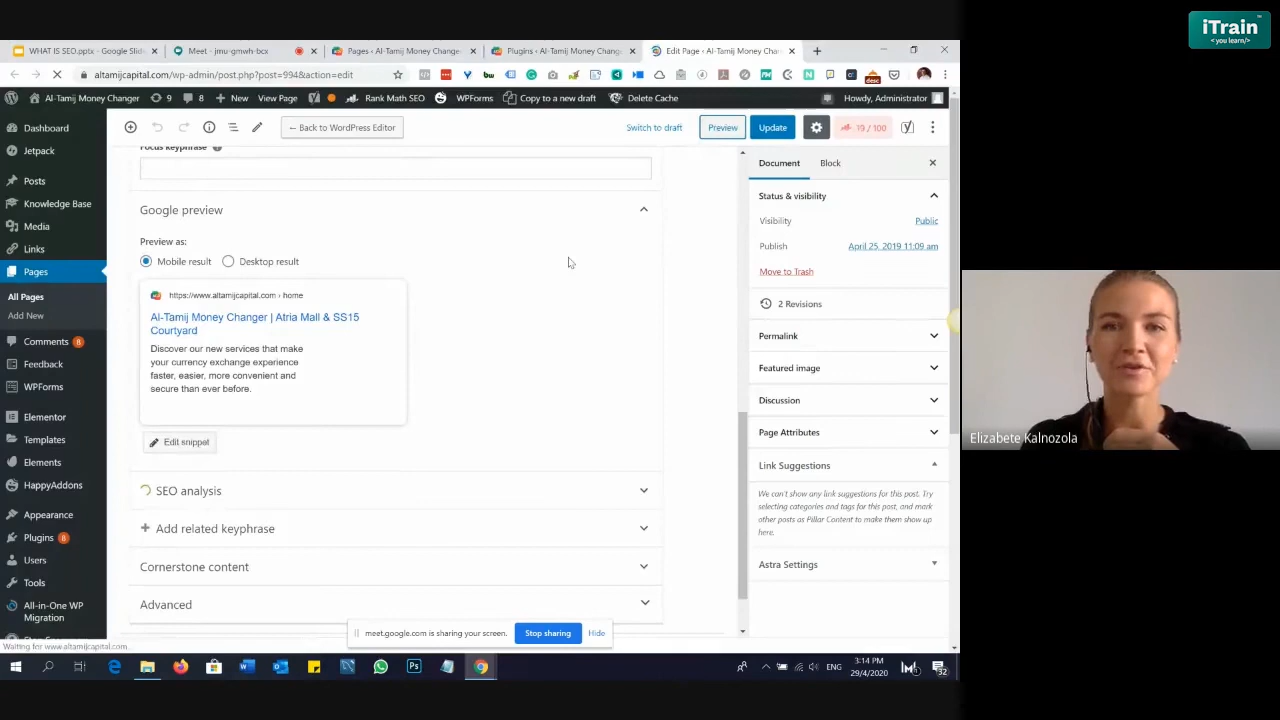 iTrain
<you learn/>
WHAT IS SEO.pptx - Google Slid
Meet - jmu-gmwh-bcx
Pages ‹ Al-Tamij Money Changer
Plugins ‹ Al-Tamij Money Chang
Edit Page ‹ Al-Tamij Money Char
altamijcapital.com/wp-admin/post.php?post=994&action=edit
Al-Tamij Money Changer
9
8
New
View Page
Rank Math SEO
WPForms
Copy to a new draft
Delete Cache
Howdy, Administrator
Dashboard
Jetpack
Posts
Knowledge Base
Media
Links
Pages
All Pages
Add New
Comments 8
Feedback
WPForms
Elementor
Templates
Elements
HappyAddons
Appearance
Plugins 8
Users
Tools
All-in-One WP
Migration
← Back to WordPress Editor
Switch to draft
Preview
Update
19 / 100
Focus keyphrase
Google preview
Preview as:
Mobile result
Desktop result
https://www.altamijcapital.com › home
Al-Tamij Money Changer | Atria Mall & SS15
Courtyard
Discover our new services that make
your currency exchange experience
faster, easier, more convenient and
secure than ever before.
Edit snippet
SEO analysis
Add related keyphrase
Cornerstone content
Advanced
Document
Block
Status & visibility
Visibility
Public
Publish
April 25, 2019 11:09 am
Move to Trash
2 Revisions
Permalink
Featured image
Discussion
Page Attributes
Link Suggestions
We can't show any link suggestions for this post. Try
selecting categories and tags for this post, and mark
other posts as Pillar Content to make them show up
here.
Astra Settings
meet.google.com is sharing your screen.
Stop sharing
Hide
Waiting for www.altamijcapital.com...
ENG
3:14 PM
29/4/2020
32
Elizabete Kalnozola